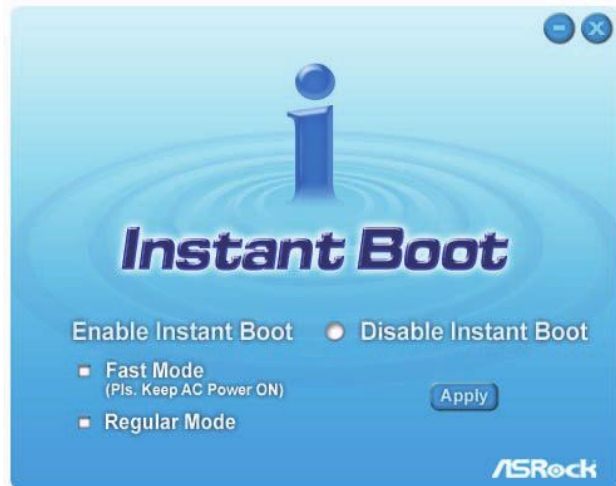 Instant Boot
Enable Instant Boot
Disable Instant Boot
Fast Mode
(Pls. Keep AC Power ON)
Apply
Regular Mode
ASRock